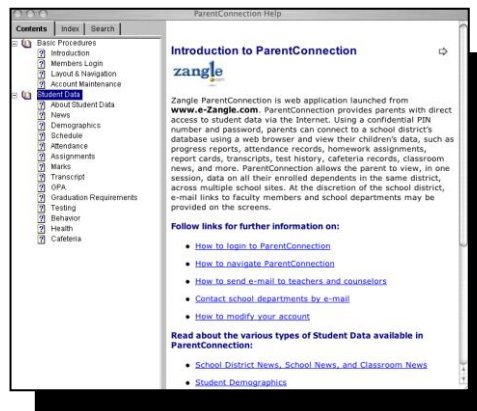 ParentConnection Help
Contents Index Search
Basic Procedures
Introduction
Members Login
Layout & Navigation
Account Maintenance
Student Data
About Student Data
News
Demographics
Schedule
Attendance
Assignments
Marks
Transcript
GPA
Graduation Requirements
Testing
Behavior
Health
Cafeteria
Introduction to ParentConnection
zangle
Zangle ParentConnection is web application launched from
www.e-Zangle.com. ParentConnection provides parents with direct
access to student data via the Internet. Using a confidential PIN
number and password, parents can connect to a school district's
database using a web browser and view their children's data, such as
progress reports, attendance records, homework assignments,
report cards, transcripts, test history, cafeteria records, classroom
news, and more. ParentConnection allows the parent to view, in one
session, data on all their enrolled dependents in the same district,
across multiple school sites. At the discretion of the school district,
e-mail links to faculty members and school departments may be
provided on the screens.
Follow links for further information on:
How to login to ParentConnection
How to navigate ParentConnection
How to send e-mail to teachers and counselors
Contact school departments by e-mail
How to modify your account
Read about the various types of Student Data available in
ParentConnection:
School District News, School News, and Classroom News
Student Demographics